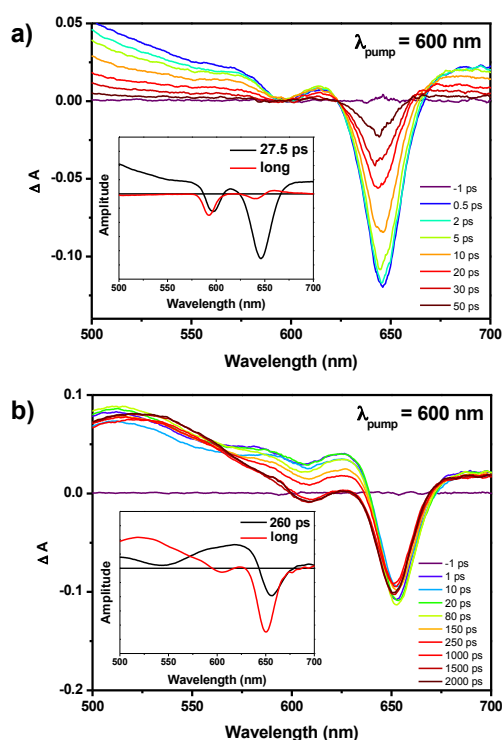 a)
λpump = 600 nm
0.05
0.00
-0.05
-0.10
Δ A
27.5 ps
long
Amplitude
500 550 600 650 700
Wavelength (nm)
-1 ps
0.5 ps
2 ps
5 ps
10 ps
20 ps
30 ps
50 ps
500 550 600 650 700
Wavelength (nm)
b)
λpump = 600 nm
0.1
0.0
-0.1
-0.2
Δ A
260 ps
long
Amplitude
500 550 600 650 700
Wavelength (nm)
-1 ps
1 ps
10 ps
20 ps
80 ps
150 ps
250 ps
1000 ps
1500 ps
2000 ps
500 550 600 650 700
Wavelength (nm)